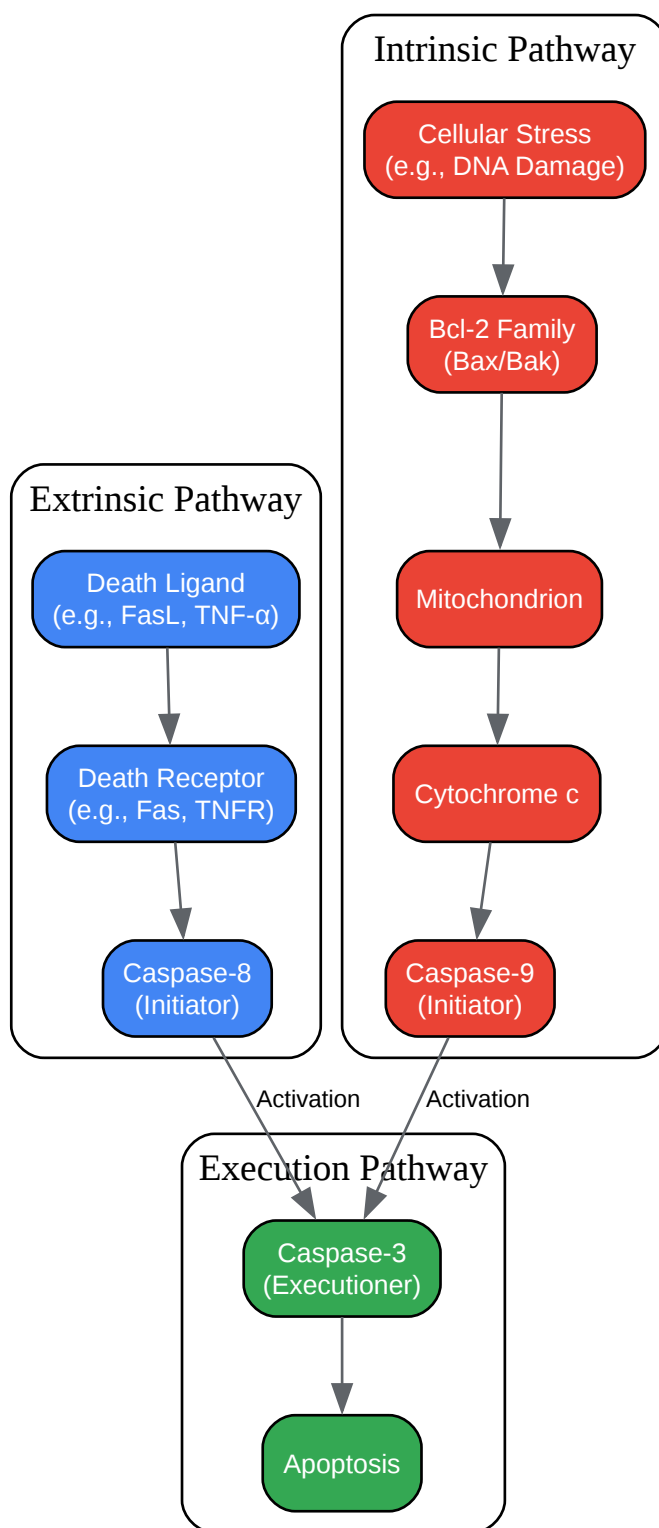 Intrinsic Pathway
Cellular Stress
(e.g., DNA Damage)
Bcl-2 Family
(Bax/Bak)
Mitochondrion
Cytochrome c
Caspase-9
(Initiator)
Extrinsic Pathway
Death Ligand
(e.g., FasL, TNF-α)
Death Receptor
(e.g., Fas, TNFR)
Caspase-8
(Initiator)
Activation
Activation
Execution Pathway
Caspase-3
(Executioner)
Apoptosis